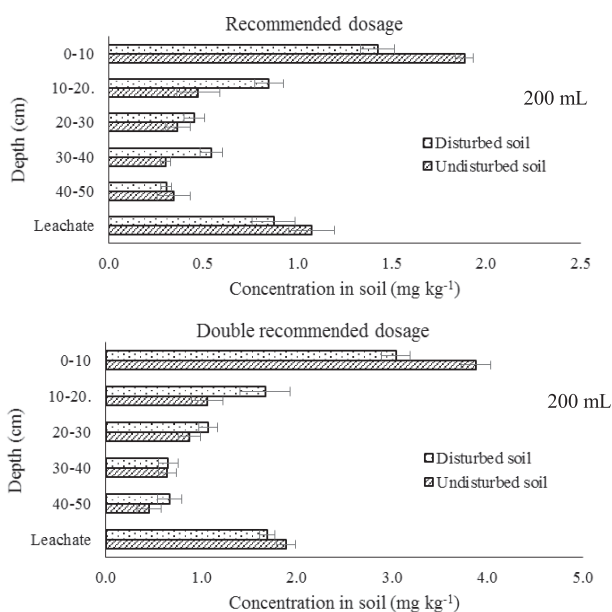 Recommended dosage
0-10
10-20.
20-30
30-40
40-50
Leachate
Depth (cm)
200 mL
Disturbed soil
Undisturbed soil
0.0 0.5 1.0 1.5 2.0 2.5
Concentration in soil (mg kg⁻¹)
Double recommended dosage
0-10
10-20.
20-30
30-40
40-50
Leachate
Depth (cm)
200 mL
Disturbed soil
Undisturbed soil
0.0 1.0 2.0 3.0 4.0 5.0
Concentration in soil (mg kg⁻¹)